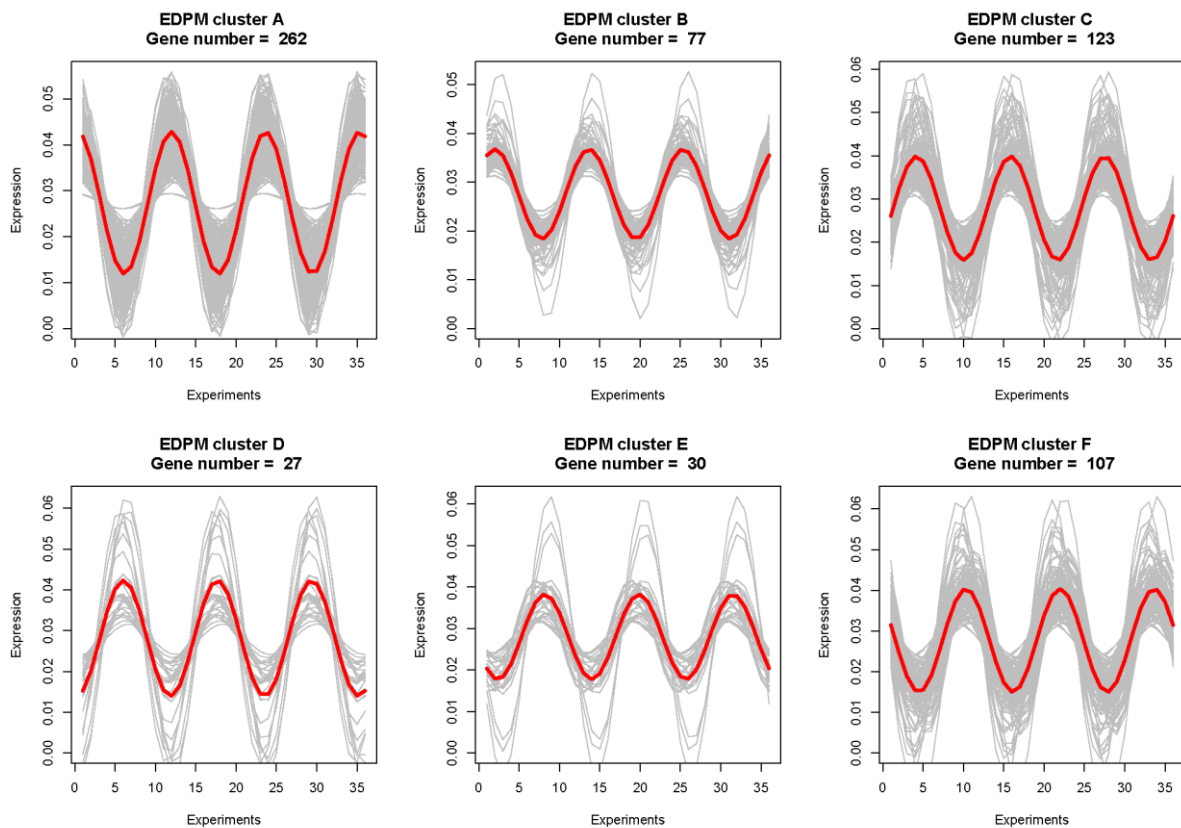 EDPM cluster A
Gene number = 262
Expression
0.00 0.01 0.02 0.03 0.04 0.05
0 5 10 15 20 25 30 35
Experiments
EDPM cluster B
Gene number = 77
Expression
0.00 0.01 0.02 0.03 0.04 0.05
0 5 10 15 20 25 30 35
Experiments
EDPM cluster C
Gene number = 123
Expression
0.00 0.01 0.02 0.03 0.04 0.05 0.06
0 5 10 15 20 25 30 35
Experiments
EDPM cluster D
Gene number = 27
Expression
0.00 0.01 0.02 0.03 0.04 0.05 0.06
0 5 10 15 20 25 30 35
Experiments
EDPM cluster E
Gene number = 30
Expression
0.00 0.01 0.02 0.03 0.04 0.05 0.06
0 5 10 15 20 25 30 35
Experiments
EDPM cluster F
Gene number = 107
Expression
0.00 0.01 0.02 0.03 0.04 0.05 0.06
0 5 10 15 20 25 30 35
Experiments